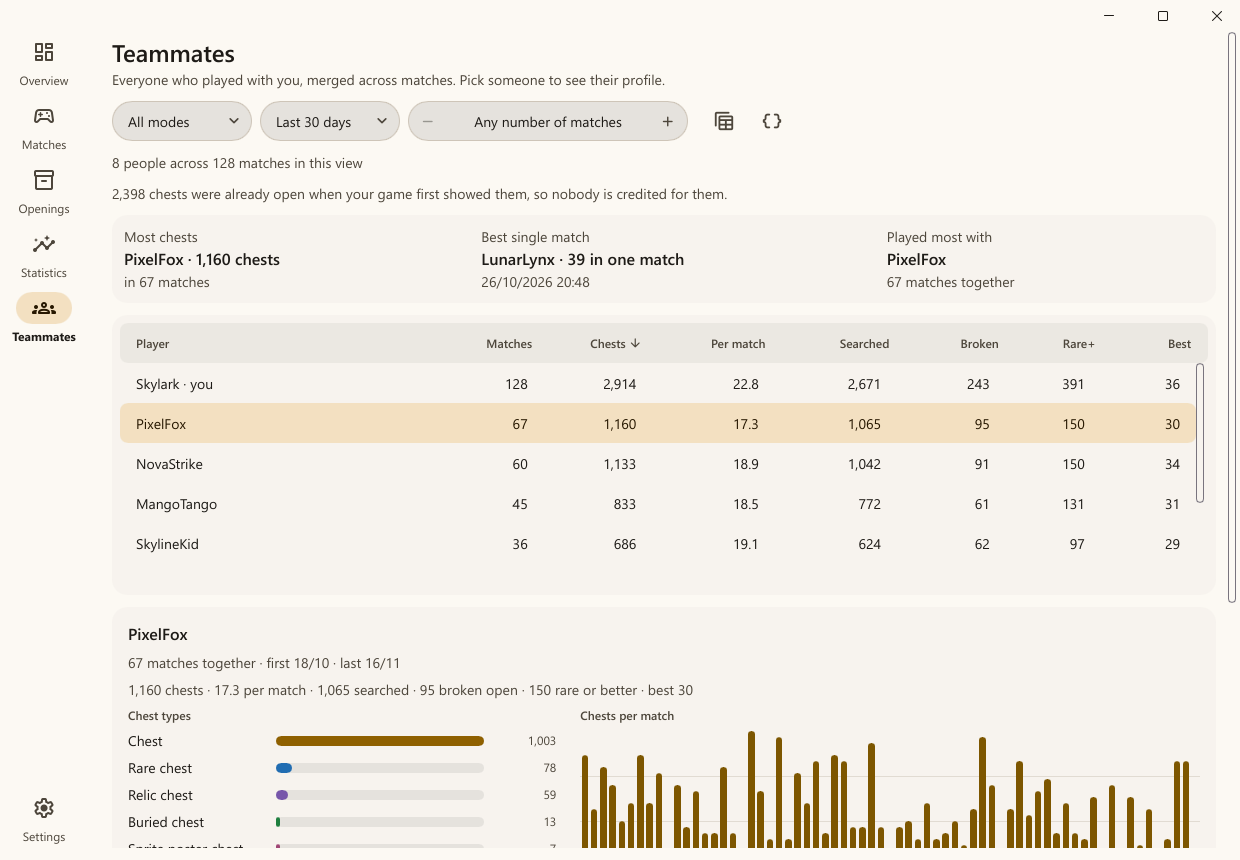 Overview
Matches
Openings
Statistics
Teammates
Settings
Teammates
Everyone who played with you, merged across matches. Pick someone to see their profile.
All modes
Last 30 days
Any number of matches
8 people across 128 matches in this view
2,398 chests were already open when your game first showed them, so nobody is credited for them.
Most chests
PixelFox · 1,160 chests
in 67 matches
Best single match
LunarLynx · 39 in one match
26/10/2026 20:48
Played most with
PixelFox
67 matches together
Player Matches Chests Per match Searched Broken Rare+ Best
Skylark · you 128 2,914 22.8 2,671 243 391 36
PixelFox 67 1,160 17.3 1,065 95 150 30
NovaStrike 60 1,133 18.9 1,042 91 150 34
MangoTango 45 833 18.5 772 61 131 31
SkylineKid 36 686 19.1 624 62 97 29
PixelFox
67 matches together · first 18/10 · last 16/11
1,160 chests · 17.3 per match · 1,065 searched · 95 broken open · 150 rare or better · best 30
Chest types
Chest 1,003
Rare chest 78
Relic chest 59
Buried chest 13
chest 7
Chests per match